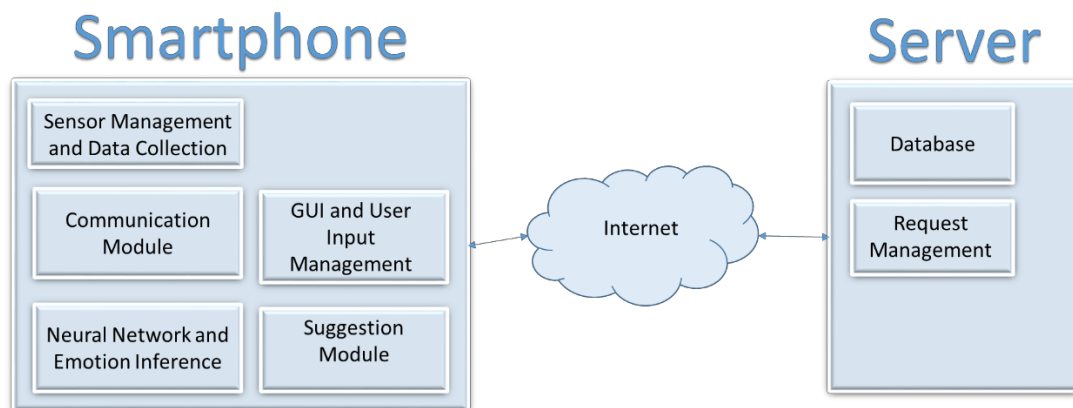 Smartphone
Sensor Management
and Data Collection
Communication
Module
GUI and User
Input
Management
Neural Network and
Emotion Inference
Suggestion
Module
Internet
Server
Database
Request
Management